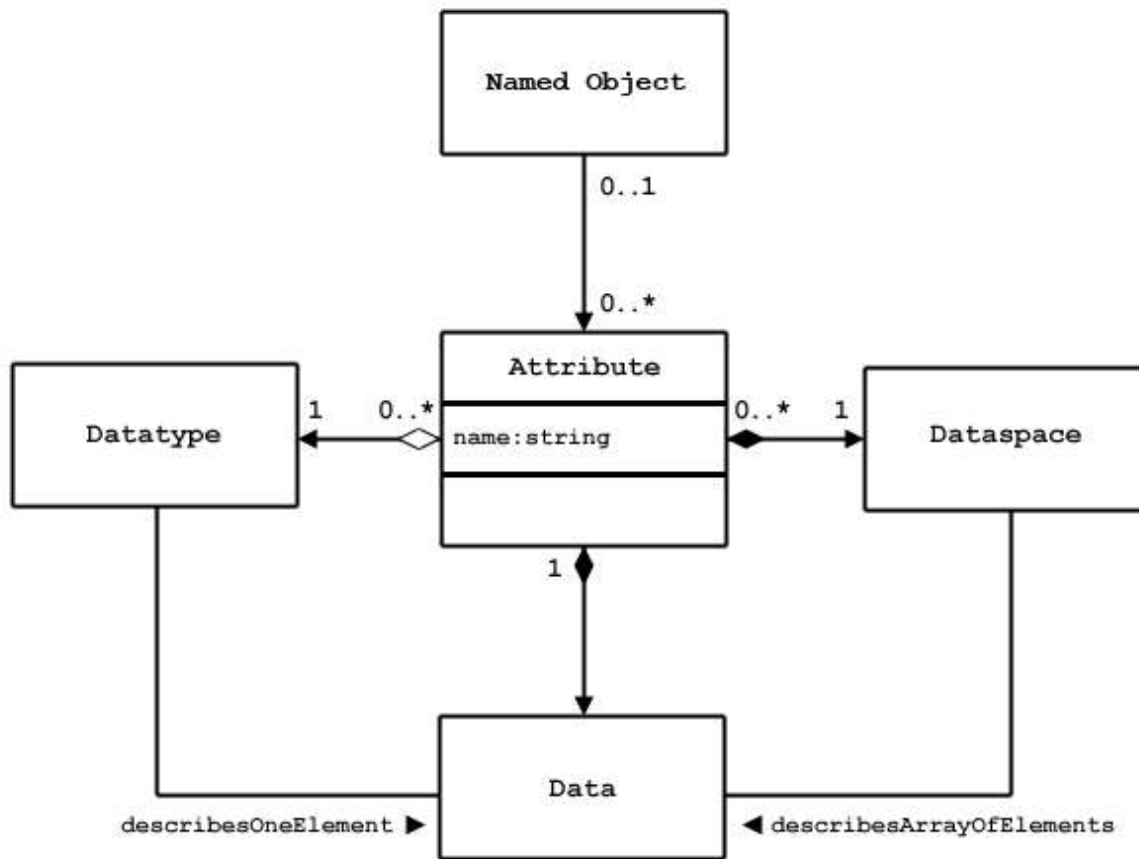 Named Object
0..1
0..*
Attribute
1
0..*
0..*
1
Datatype
name:string
Dataspace
1
Data
describesOneElement
describesArrayOfElements